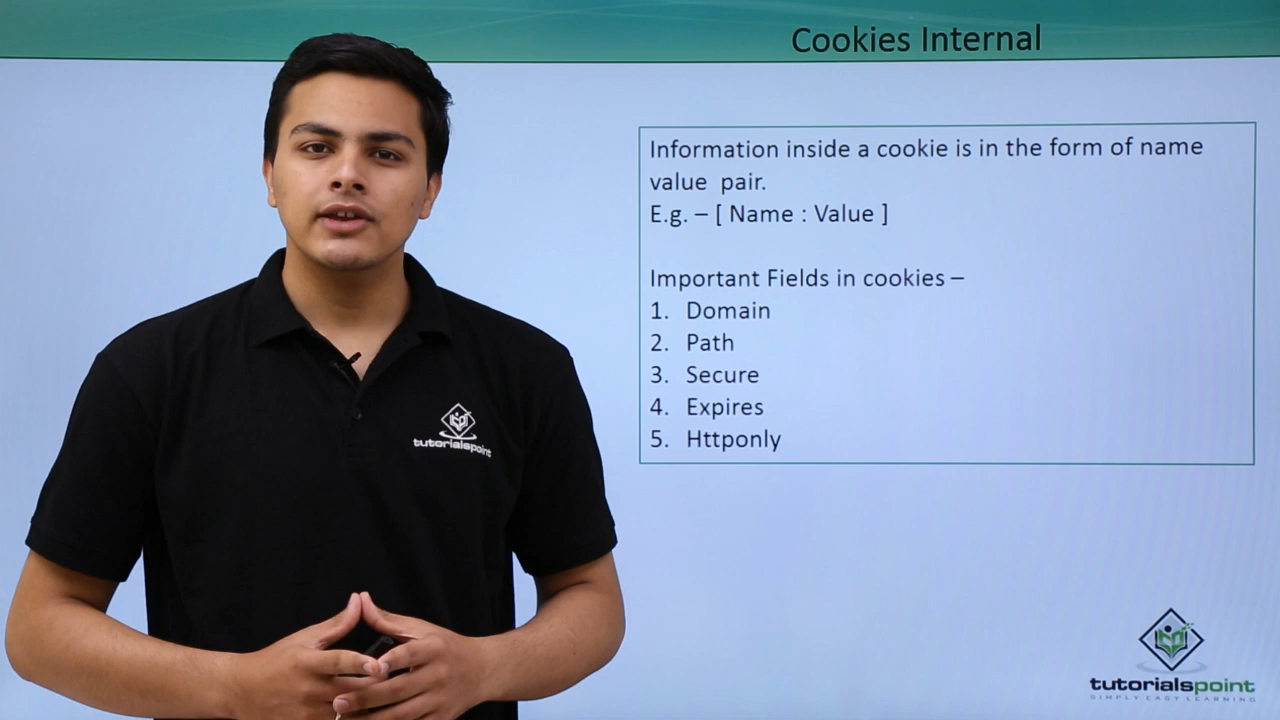 Cookies Internal
Information inside a cookie is in the form of name
value pair.
E.g. – [ Name : Value ]
Important Fields in cookies –
1. Domain
2. Path
3. Secure
4. Expires
5. Httponly
tutorialspoint
tutorialspoint
SIMPLY EASY LEARNING